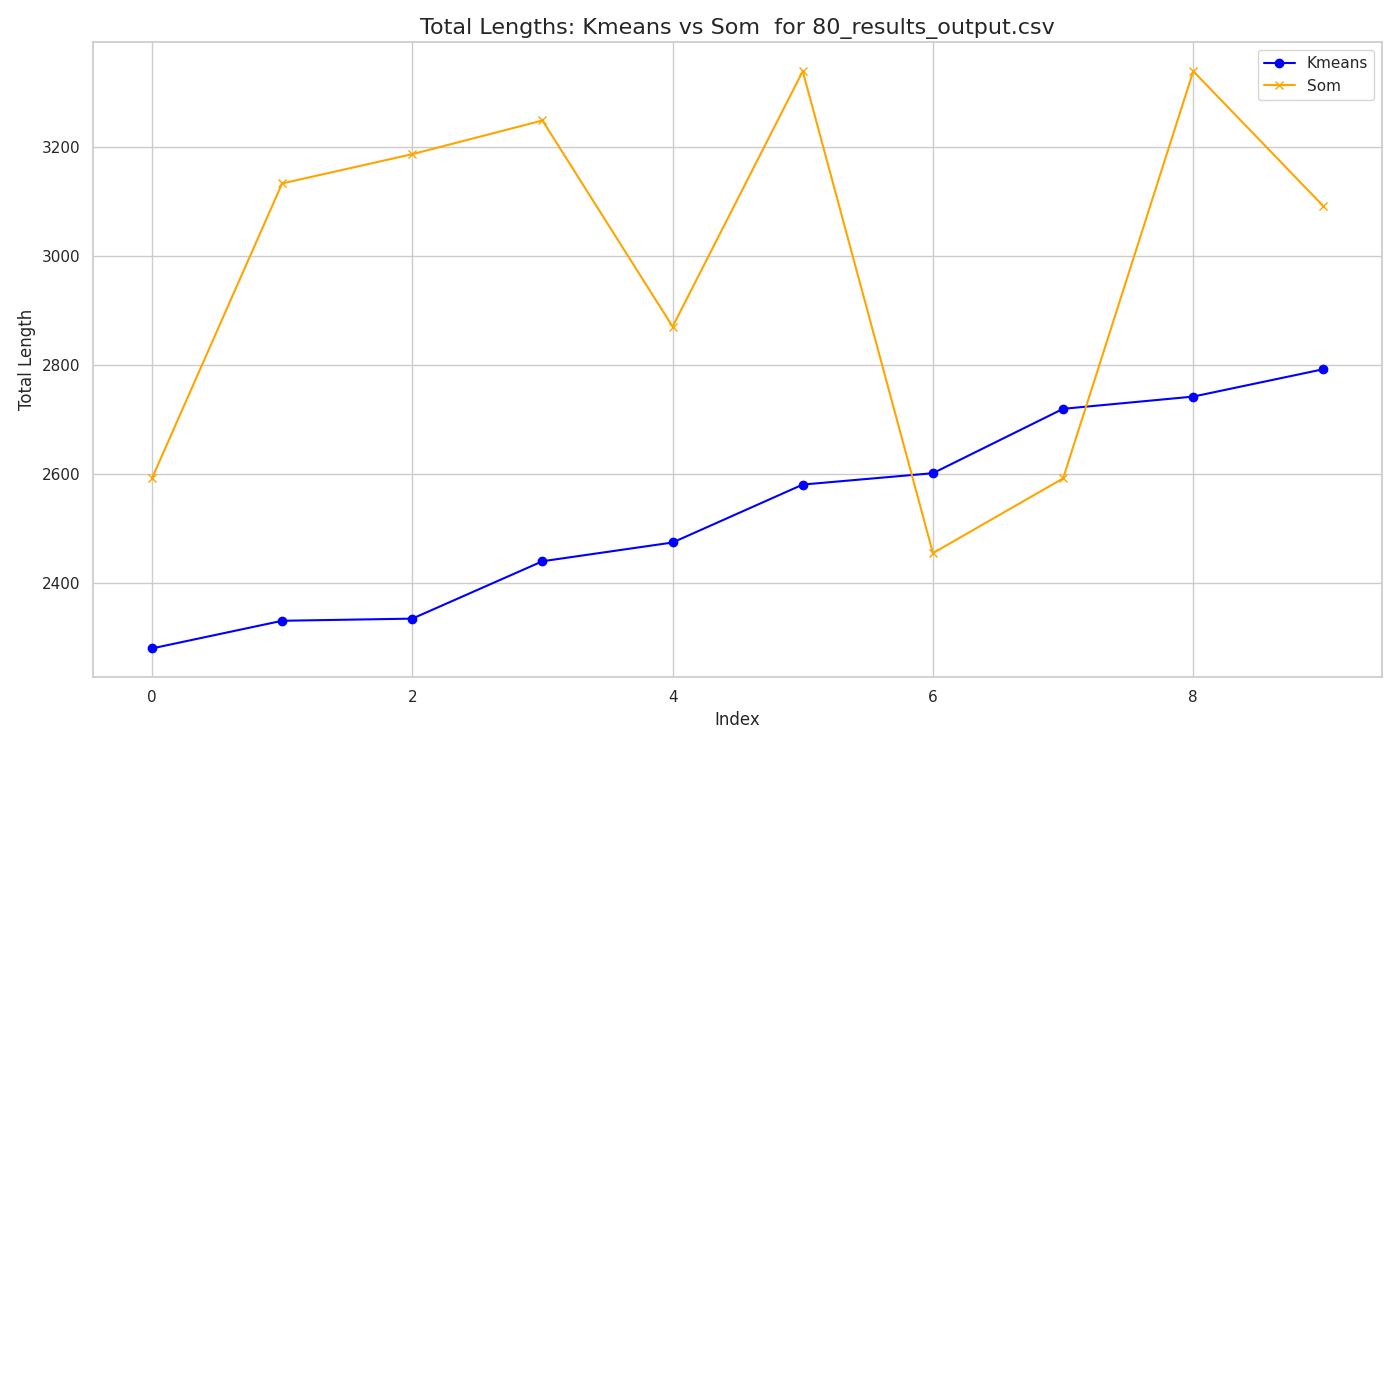 Total Lengths: Kmeans vs Som  for 80_results_output.csv
Kmeans
Som
Total Length
3200
3000
2800
2600
2400
0 2 4 6 8
Index